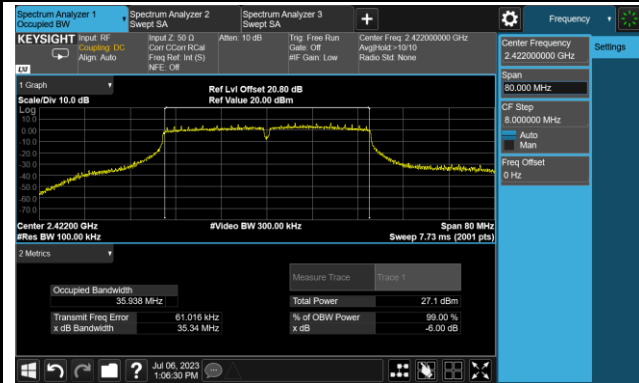 Spectrum Analyzer 1
Occupied BW
Spectrum Analyzer 2
Swept SA
Spectrum Analyzer 3
Swept SA
Frequency
KEYSIGHT
Input: RF
Coupling: DC
Align: Auto
Input Z: 50 Ω
Corr CCorr RCal
Freq Ref: Int (S)
NFE: Off
Atten: 10 dB
Trig: Free Run
Gate: Off
#IF Gain: Low
Center Freq: 2.422000000 GHz
Avg|Hold:>10/10
Radio Std: None
LXI
Center Frequency
2.422000000 GHz
Settings
Span
80.000 MHz
CF Step
8.000000 MHz
Auto
Man
Freq Offset
0 Hz
1 Graph
Scale/Div 10.0 dB
Ref Lvl Offset 20.80 dB
Ref Value 20.00 dBm
Log
10.0
0.00
-10.0
-20.0
-30.0
-40.0
-50.0
-60.0
-70.0
Center 2.42200 GHz
#Res BW 100.00 kHz
#Video BW 300.00 kHz
Span 80 MHz
Sweep 7.73 ms (2001 pts)
2 Metrics
Measure Trace
Trace 1
Occupied Bandwidth
35.938 MHz
Total Power
27.1 dBm
Transmit Freq Error
61.016 kHz
% of OBW Power
99.00 %
x dB Bandwidth
35.34 MHz
x dB
-6.00 dB
Jul 06, 2023
1:06:30 PM